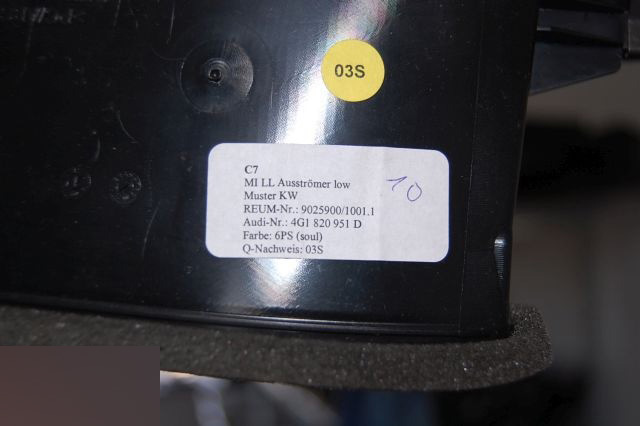 03S
C7
MI LL Ausströmer low
Muster KW
REUM-Nr.: 9025900/1001.1
Audi-Nr.: 4G1 820 951 D
Farbe: 6PS (soul)
Q-Nachweis: 03S
10